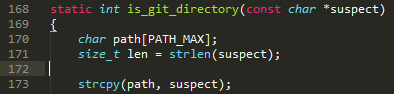 168 static int is_git_directory(const char *suspect)
169 {
170     char path[PATH_MAX];
171     size_t len = strlen(suspect);
172
173     strcpy(path, suspect);